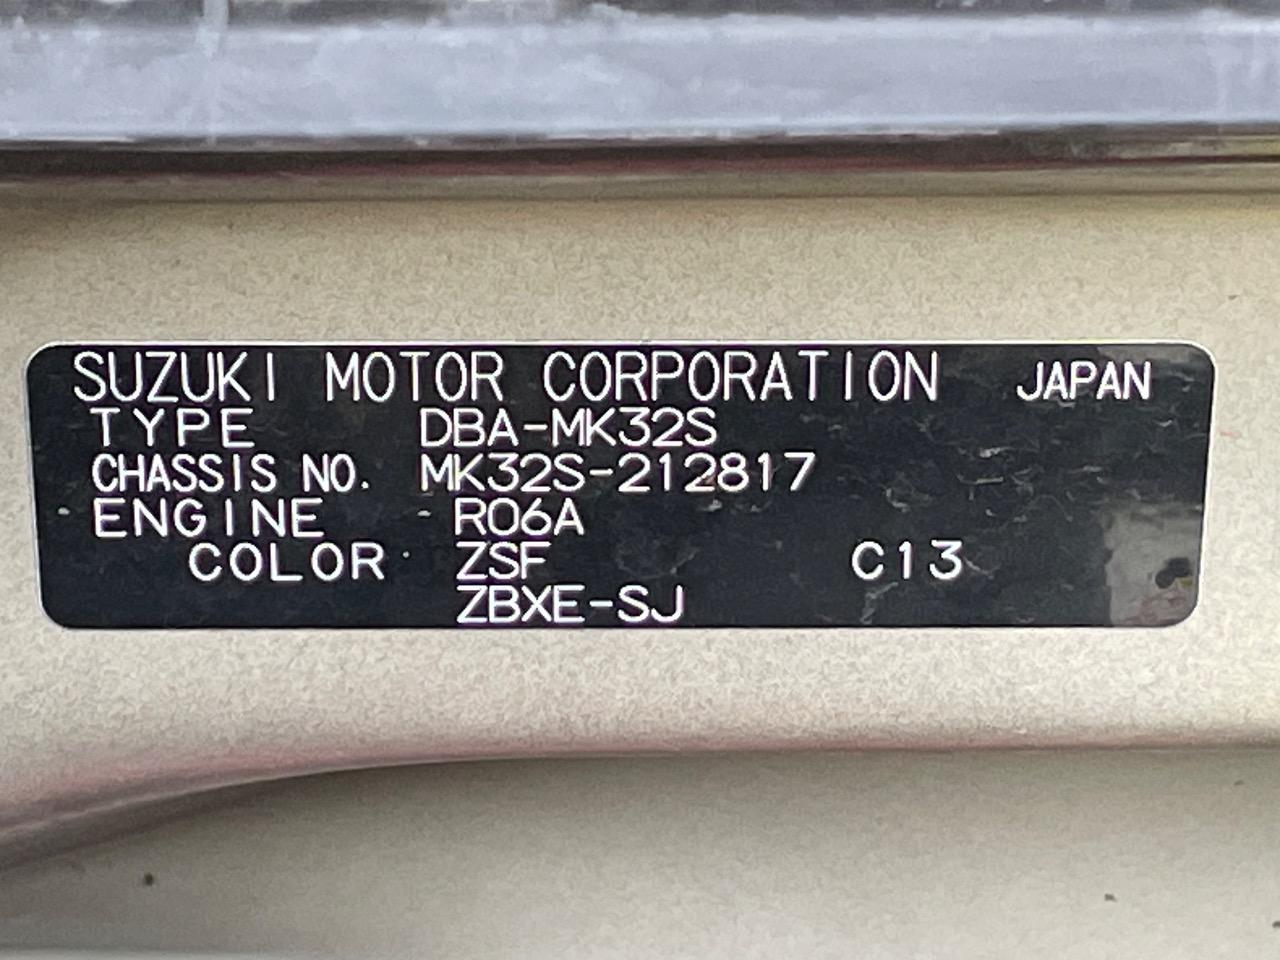 SUZUKI MOTOR CORPORATION JAPAN
TYPE DBA-MK32S
CHASSIS NO. MK32S-212817
ENGINE R06A
COLOR ZSF C13
ZBXE-SJ